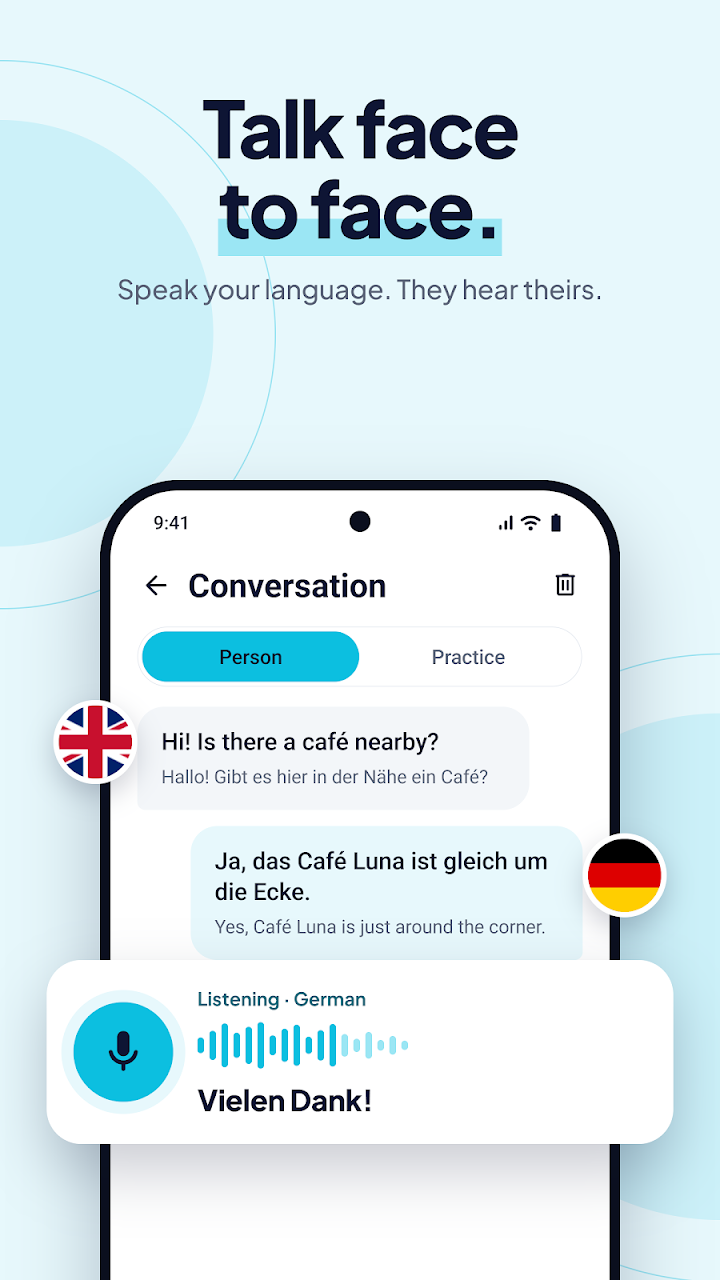 Talk face
to face.
Speak your language. They hear theirs.
9:41
Conversation
Person
Practice
Hi! Is there a café nearby?
Hallo! Gibt es hier in der Nähe ein Café?
Ja, das Café Luna ist gleich um
die Ecke.
Yes, Café Luna is just around the corner.
Listening · German
Vielen Dank!